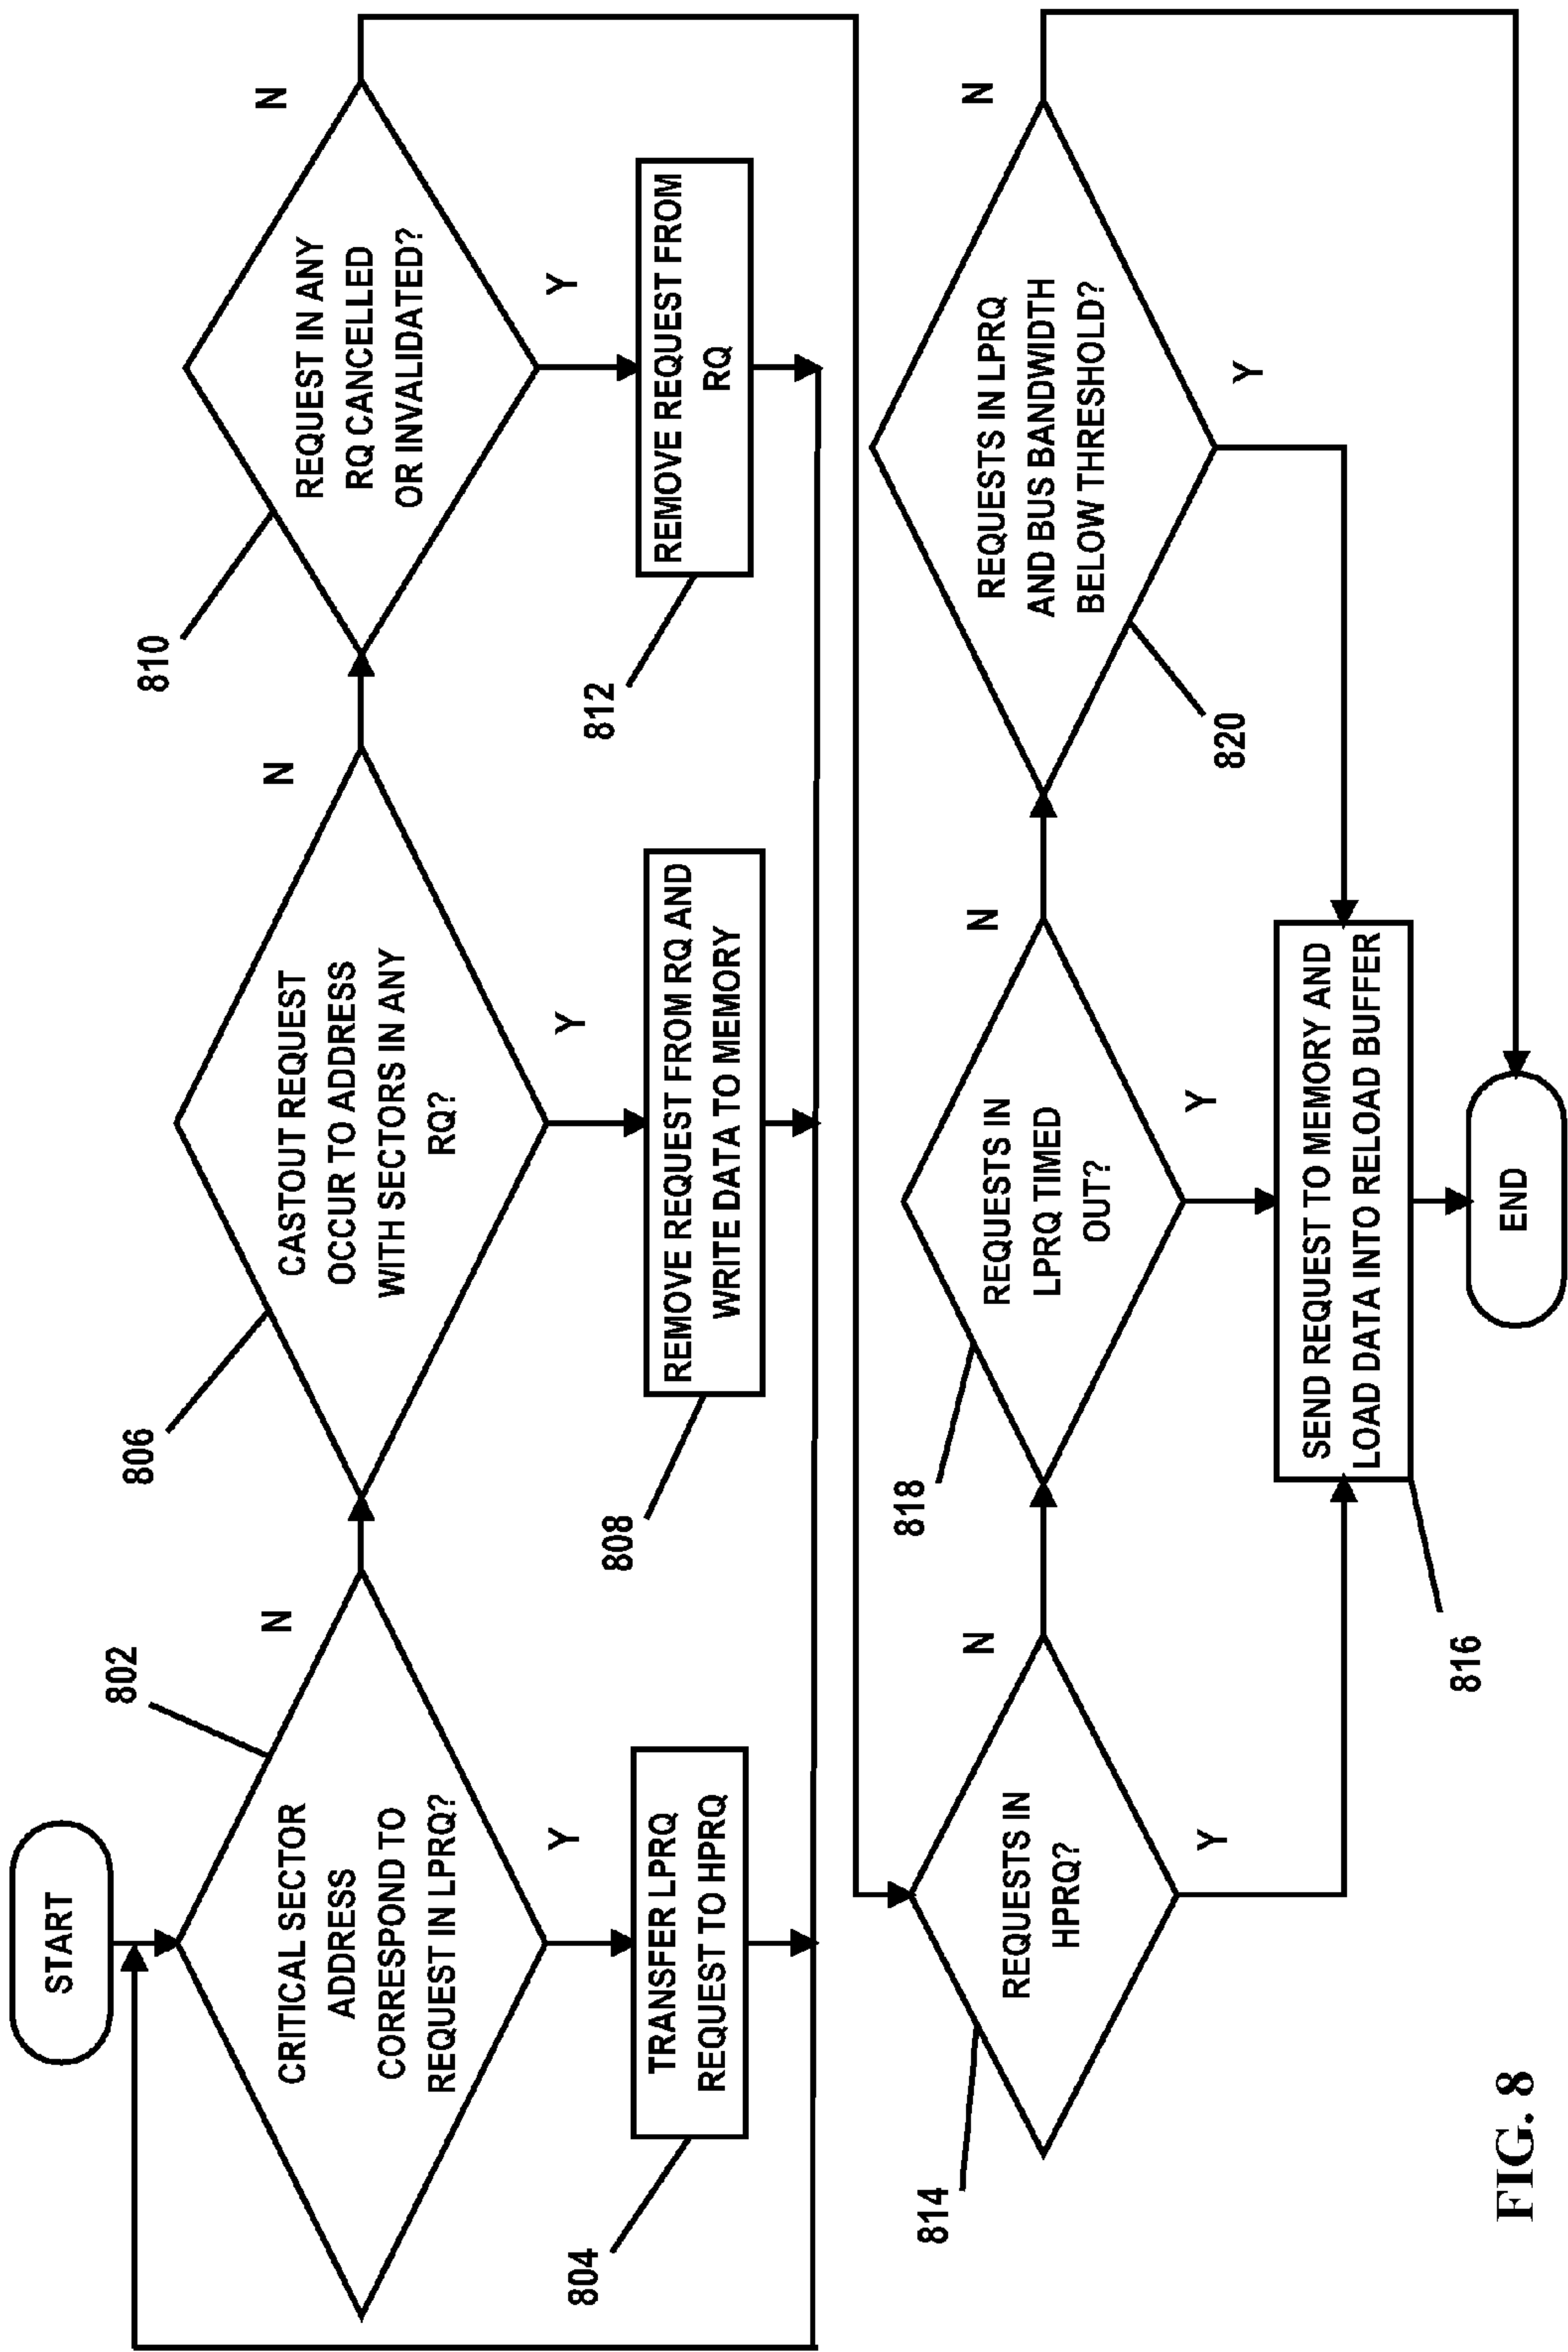 START
802
CRITICAL SECTOR
ADDRESS
CORRESPOND TO
REQUEST IN LPRQ?
N
Y
804
TRANSFER LPRQ
REQUEST TO HPRQ
806
CASTOUT REQUEST
OCCUR TO ADDRESS
WITH SECTORS IN ANY
RQ?
N
Y
808
REMOVE REQUEST FROM RQ AND
WRITE DATA TO MEMORY
810
REQUEST IN ANY
RQ CANCELLED
OR INVALIDATED?
N
Y
812
REMOVE REQUEST FROM
RQ
814
REQUESTS IN
HPRQ?
N
Y
818
REQUESTS IN
LPRQ TIMED
OUT?
N
Y
820
REQUESTS IN LPRQ
AND BUS BANDWIDTH
BELOW THRESHOLD?
N
Y
816
SEND REQUEST TO MEMORY AND
LOAD DATA INTO RELOAD BUFFER
END
FIG. 8